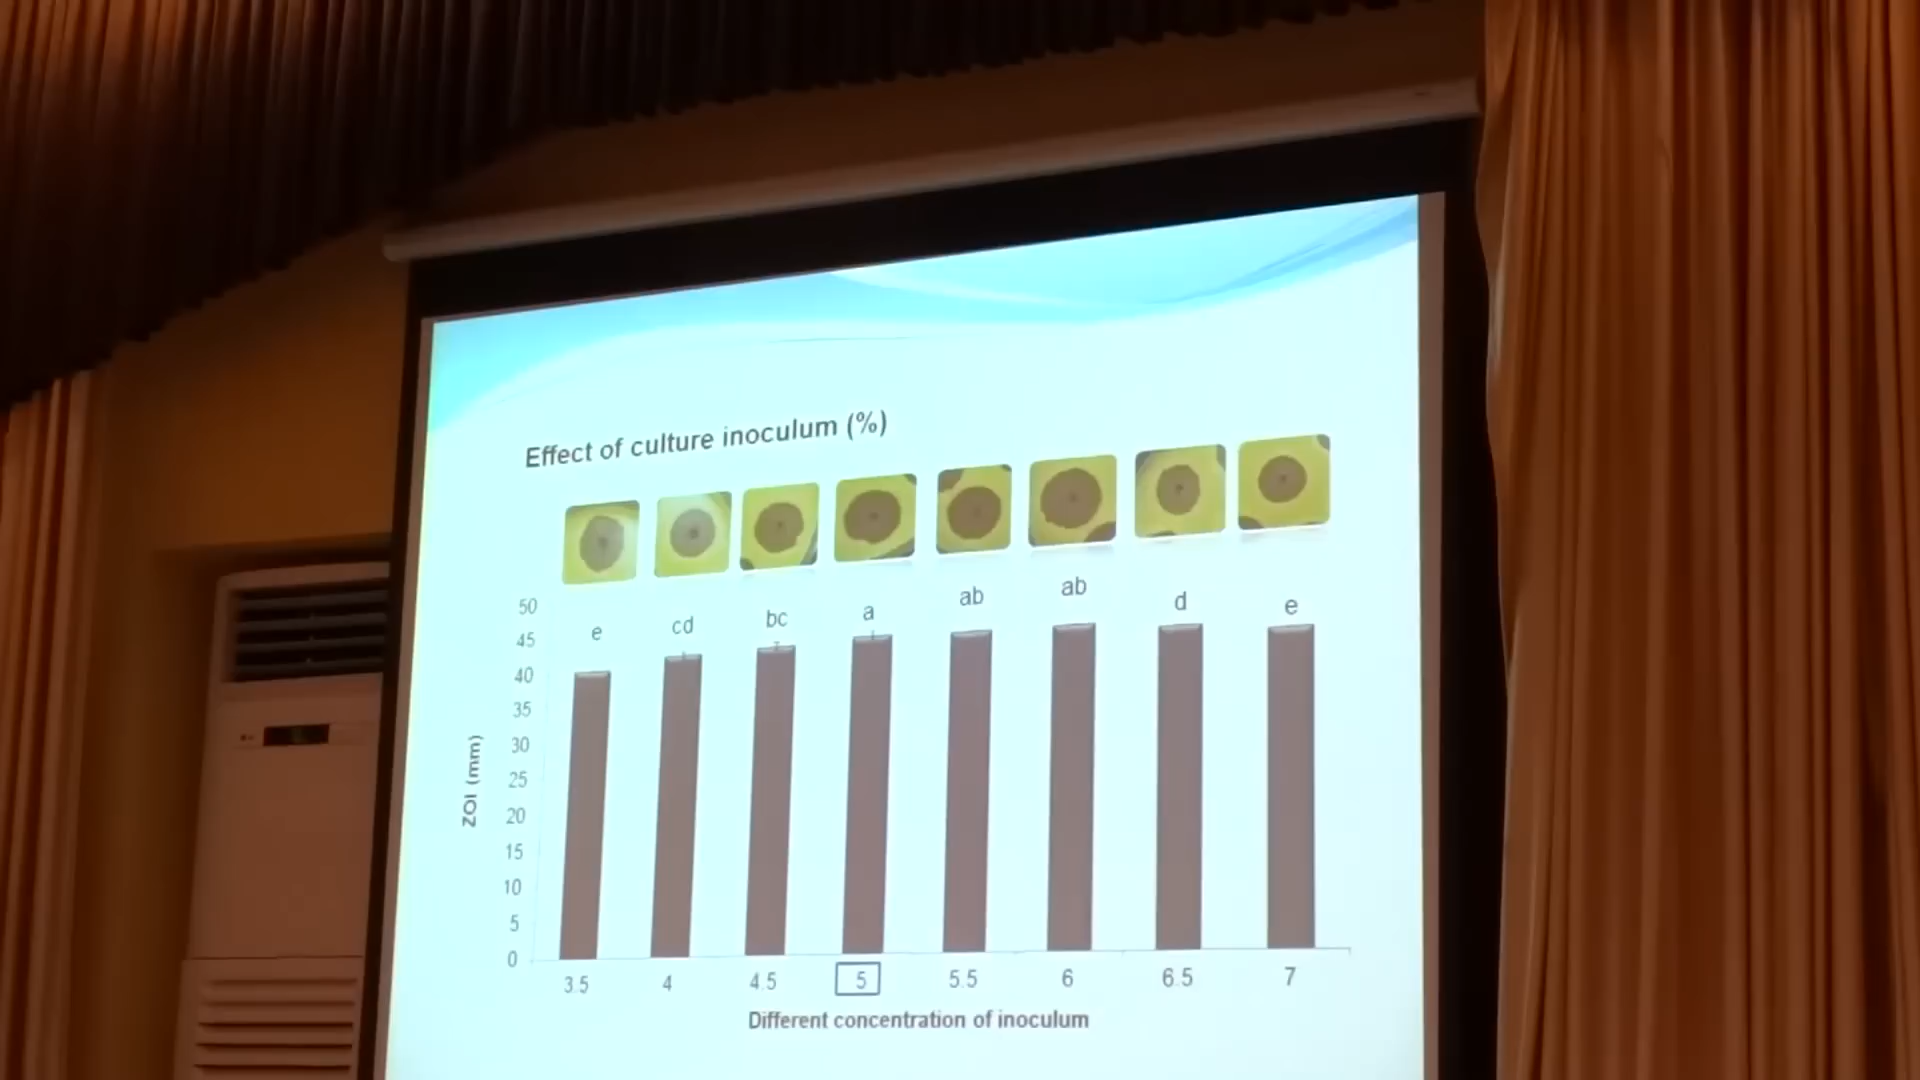 Effect of culture inoculum (%)
e cd bc a ab ab d e
50
45
40
35
30
25
20
15
10
5
0
ZOI (mm)
3.5 4 4.5 5 5.5 6 6.5 7
Different concentration of inoculum